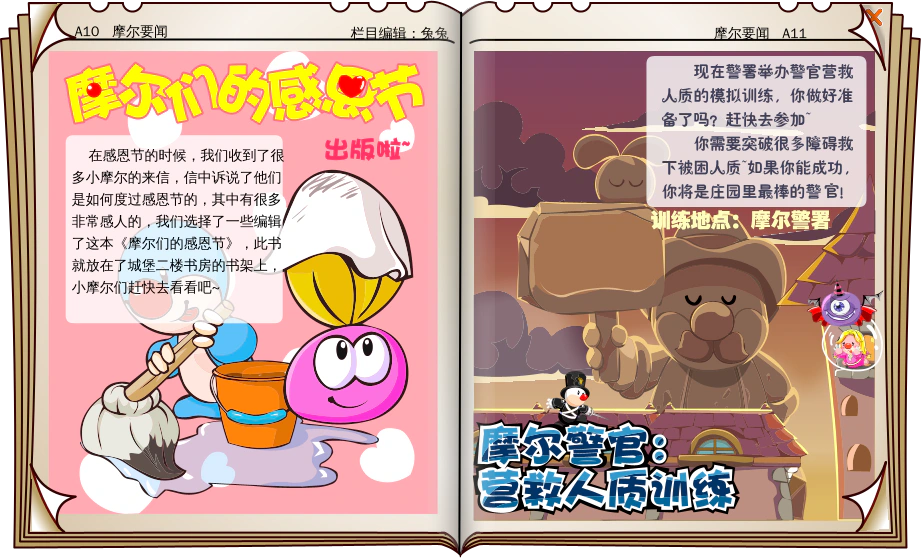 A10 摩尔要闻
栏目编辑：兔兔
摩尔们的感恩节
出版啦~
在感恩节的时候，我们收到了很
多小摩尔的来信，信中诉说了他们
是如何度过感恩节的，其中有很多
非常感人的，我们选择了一些编辑
了这本《摩尔们的感恩节》，此书
就放在了城堡二楼书房的书架上，
小摩尔们赶快去看看吧~
摩尔要闻 A11
现在警署举办警官营救
人质的模拟训练，你做好准
备了吗？赶快去参加~
你需要突破很多障碍救
下被困人质~如果你能成功，
你将是庄园里最棒的警官！
训练地点：摩尔警署
摩尔警官：
营救人质训练